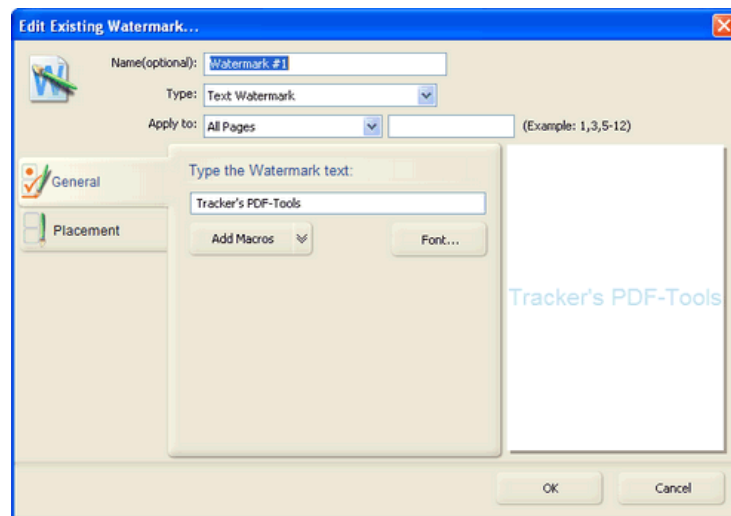 Edit Existing Watermark...
Name(optional): Watermark #1
Type: Text Watermark
Apply to: All Pages (Example: 1,3,5-12)
General
Placement
Type the Watermark text:
Tracker's PDF-Tools
Add Macros
Font...
Tracker's PDF-Tools
OK Cancel